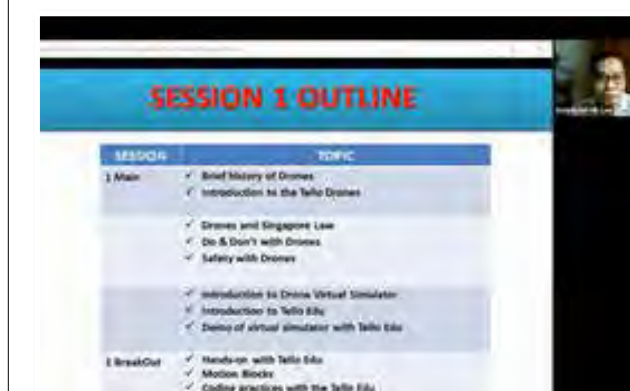 SESSION 1 OUTLINE
SESSION TOPIC
1 Main ✓ Brief history of Drones
✓ Introduction to the Tello Drones
✓ Drones and Singapore Law
✓ Do & Don't with Drones
✓ Safety with Drones
✓ Introduction to Drone Virtual Simulator
✓ Introduction to Tello Edu
✓ Demo of virtual simulator with Tello Edu
1 BreakOut ✓ Hands-on with Tello Edu
✓ Motion Blocks
✓ Coding practices with the Tello Edu